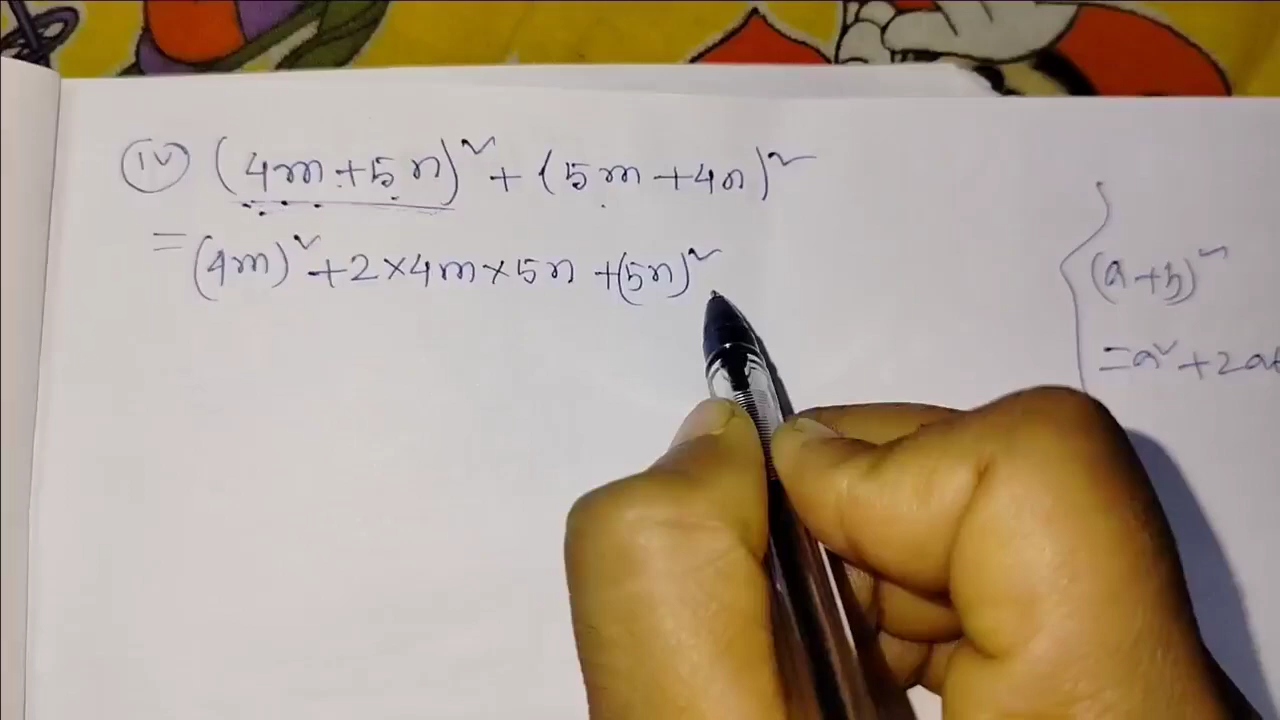 (iv) (4m+5n)² + (5m+4n)²
= (4m)² + 2×4m×5n + (5n)²
(a+b)²
= a² + 2a